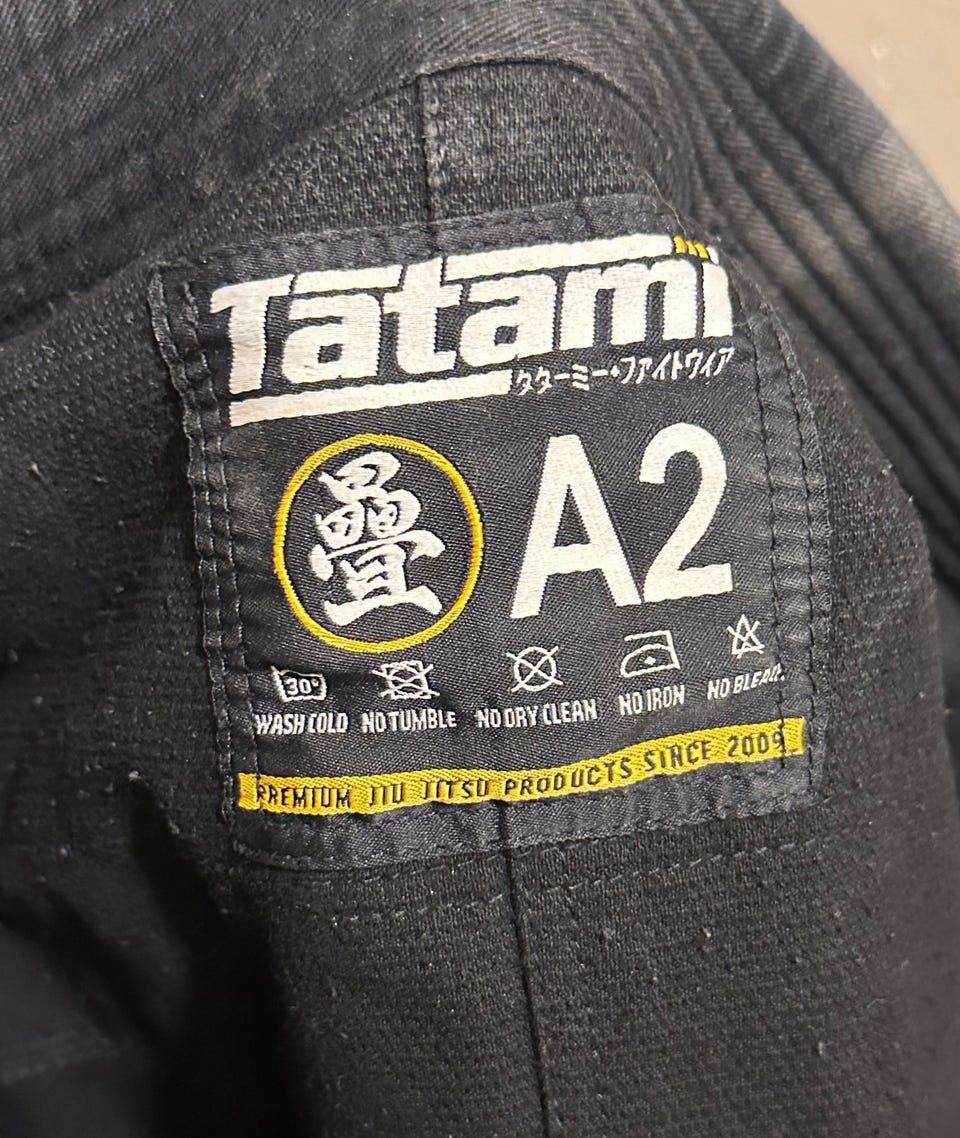 Tatami
タターミー・ファイトウィア
疊 A2
30°
WASH COLD NO TUMBLE NO DRY CLEAN NO IRON NO BLEACH
PREMIUM JIU JITSU PRODUCTS SINCE 2009